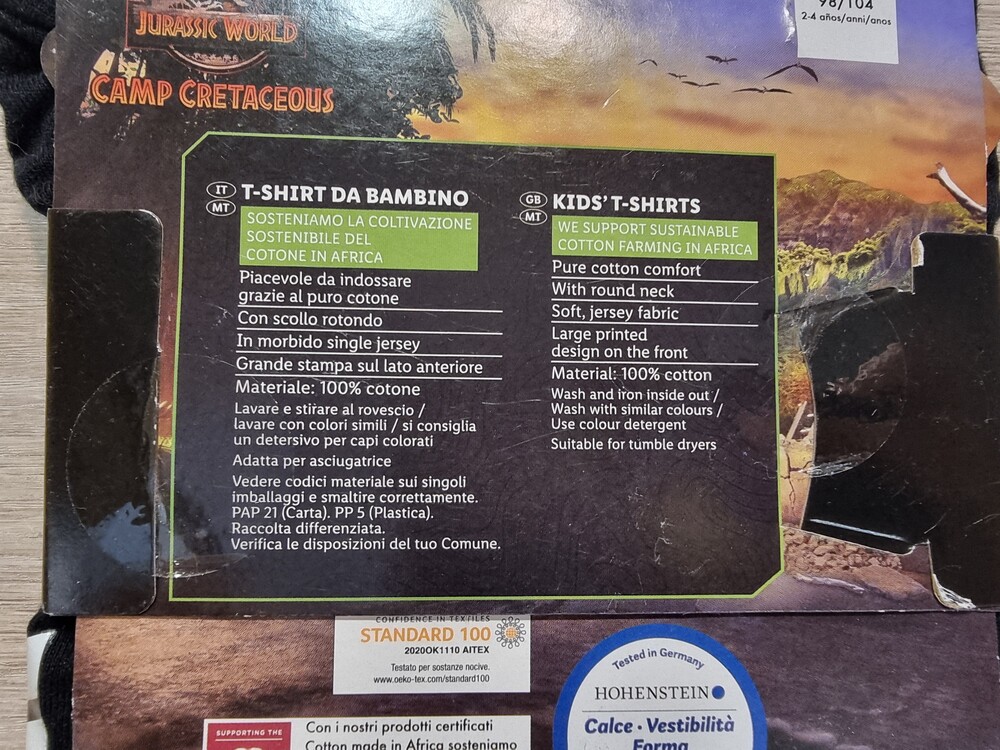 JURASSIC WORLD
CAMP CRETACEOUS
98/104
2-4 años/anni/anos
IT
MT
T-SHIRT DA BAMBINO
SOSTENIAMO LA COLTIVAZIONE
SOSTENIBILE DEL
COTONE IN AFRICA
Piacevole da indossare
grazie al puro cotone
Con scollo rotondo
In morbido single jersey
Grande stampa sul lato anteriore
Materiale: 100% cotone
Lavare e stirare al rovescio /
lavare con colori simili / si consiglia
un detersivo per capi colorati
Adatta per asciugatrice
Vedere codici materiale sui singoli
imballaggi e smaltire correttamente.
PAP 21 (Carta). PP 5 (Plastica).
Raccolta differenziata.
Verifica le disposizioni del tuo Comune.
GB
MT
KIDS' T-SHIRTS
WE SUPPORT SUSTAINABLE
COTTON FARMING IN AFRICA
Pure cotton comfort
With round neck
Soft, jersey fabric
Large printed
design on the front
Material: 100% cotton
Wash and iron inside out /
Wash with similar colours /
Use colour detergent
Suitable for tumble dryers
CONFIDENCE IN TEXTILES
STANDARD 100
2020OK1110 AITEX
Testato per sostanze nocive.
www.oeko-tex.com/standard100
SUPPORTING THE
Con i nostri prodotti certificati
Cotton made in Africa sosteniamo
Tested in Germany
HOHENSTEIN
Calce • Vestibilità
Forma